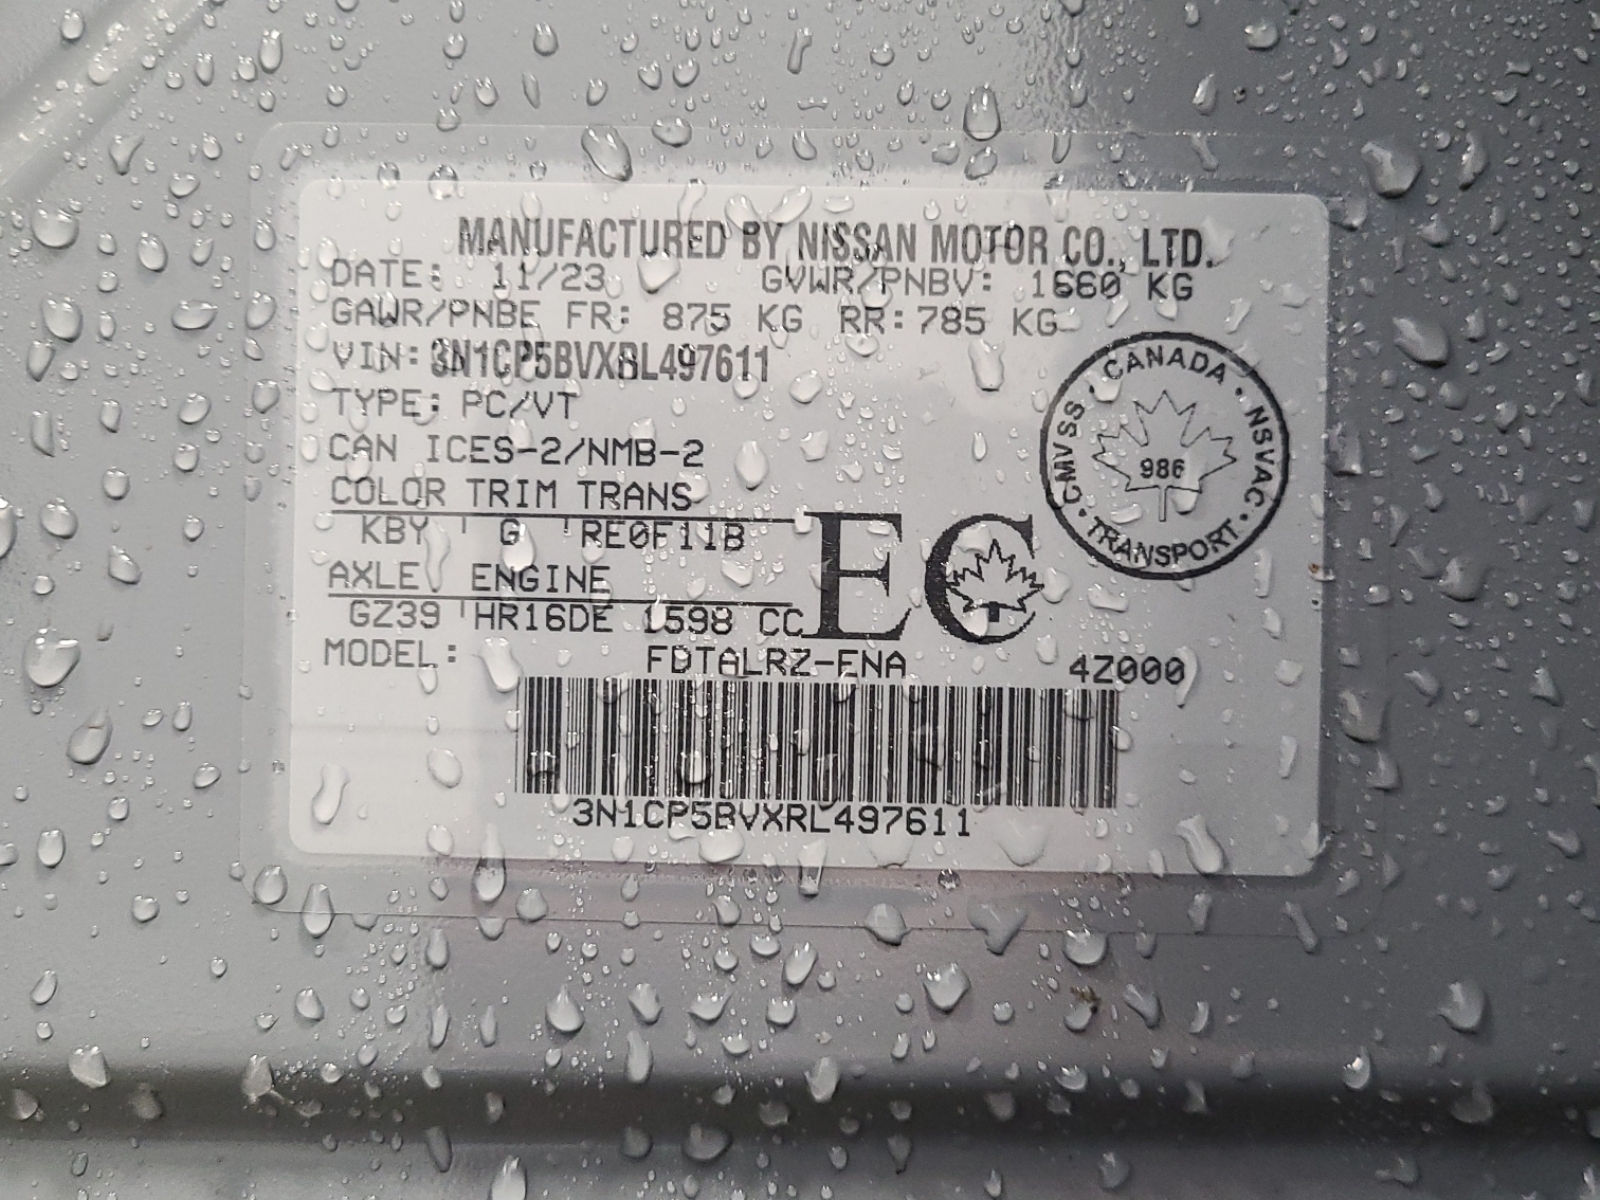 MANUFACTURED BY NISSAN MOTOR CO., LTD.
DATE: 11/23 GVWR/PNBV: 1660 KG
GAWR/PNBE FR: 875 KG RR: 785 KG
VIN: 3N1CP5BVXRL497611
TYPE: PC/VT
CAN ICES-2/NMB-2
COLOR TRIM TRANS
KBY G RE0F11B
AXLE ENGINE
GZ39 HR16DE 1598 CC
EC
CANADA · NSVAC · TRANSPORT · CMVSS ·
986
MODEL: FDTALRZ-ENA 4Z000
3N1CP5BVXRL497611